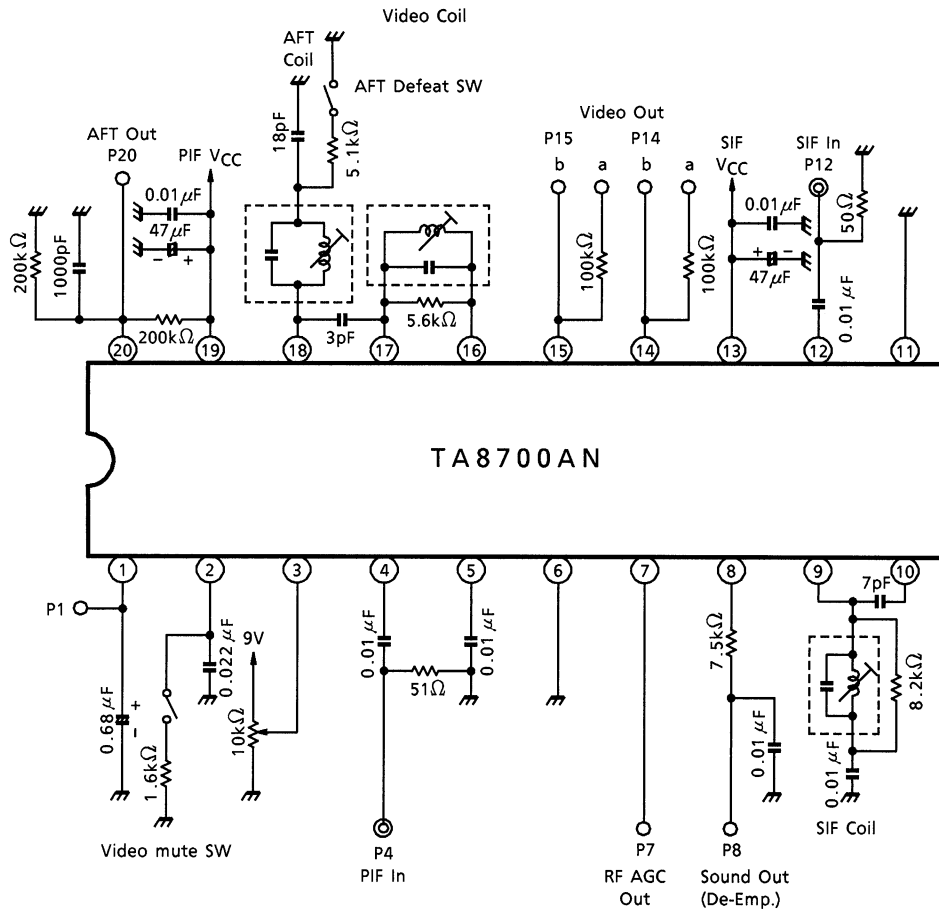 Video Coil
AFT
Coil
AFT Defeat SW
18pF
5.1kΩ
AFT Out
P20
PIF VCC
0.01μF
47μF
- +
200kΩ
1000pF
200kΩ
3pF
5.6kΩ
Video Out
P15
b
a
P14
b
a
100kΩ
100kΩ
SIF
VCC
SIF In
P12
0.01μF
+ -
47μF
50Ω
0.01μF
20
19
18
17
16
15
14
13
12
11
TA8700AN
1
2
3
4
5
6
7
8
9
10
P1
0.68μF
+
-
1.6kΩ
0.022μF
9V
10kΩ
Video mute SW
0.01μF
51Ω
0.01μF
P4
PIF In
P7
RF AGC
Out
7.5kΩ
0.01μF
P8
Sound Out
(De-Emp.)
7pF
8.2kΩ
0.01μF
SIF Coil